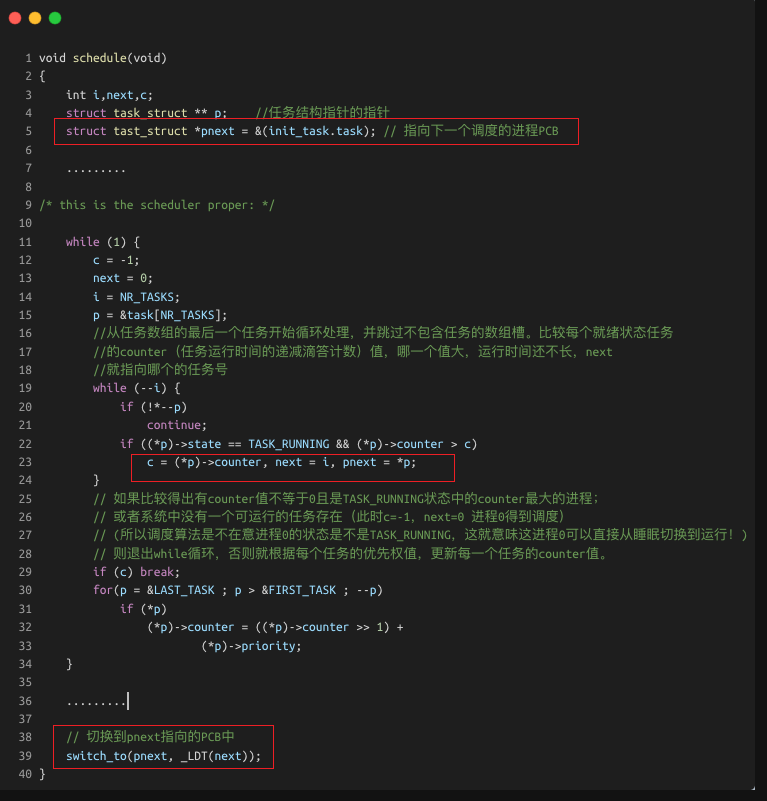 1 void schedule(void)
2 {
3 int i,next,c;
4 struct task_struct ** p; //任务结构指针的指针
5 struct tast_struct *pnext = &(init_task.task); // 指向下一个调度的进程PCB
6
7 .........
8
9 /* this is the scheduler proper: */
10
11 while (1) {
12 c = -1;
13 next = 0;
14 i = NR_TASKS;
15 p = &task[NR_TASKS];
16 //从任务数组的最后一个任务开始循环处理，并跳过不包含任务的数组槽。比较每个就绪状态任务
17 //的counter（任务运行时间的递减滴答计数）值，哪一个值大，运行时间还不长，next
18 //就指向哪个的任务号
19 while (--i) {
20 if (!*--p)
21 continue;
22 if ((*p)->state == TASK_RUNNING && (*p)->counter > c)
23 c = (*p)->counter, next = i, pnext = *p;
24 }
25 // 如果比较得出有counter值不等于0且是TASK_RUNNING状态中的counter最大的进程；
26 // 或者系统中没有一个可运行的任务存在（此时c=-1，next=0 进程0得到调度）
27 // (所以调度算法是不在意进程0的状态是不是TASK_RUNNING，这就意味这进程0可以直接从睡眠切换到运行！)
28 // 则退出while循环，否则就根据每个任务的优先权值，更新每一个任务的counter值。
29 if (c) break;
30 for(p = &LAST_TASK ; p > &FIRST_TASK ; --p)
31 if (*p)
32 (*p)->counter = ((*p)->counter >> 1) +
33 (*p)->priority;
34 }
35
36 .........
37
38 // 切换到pnext指向的PCB中
39 switch_to(pnext, _LDT(next));
40 }